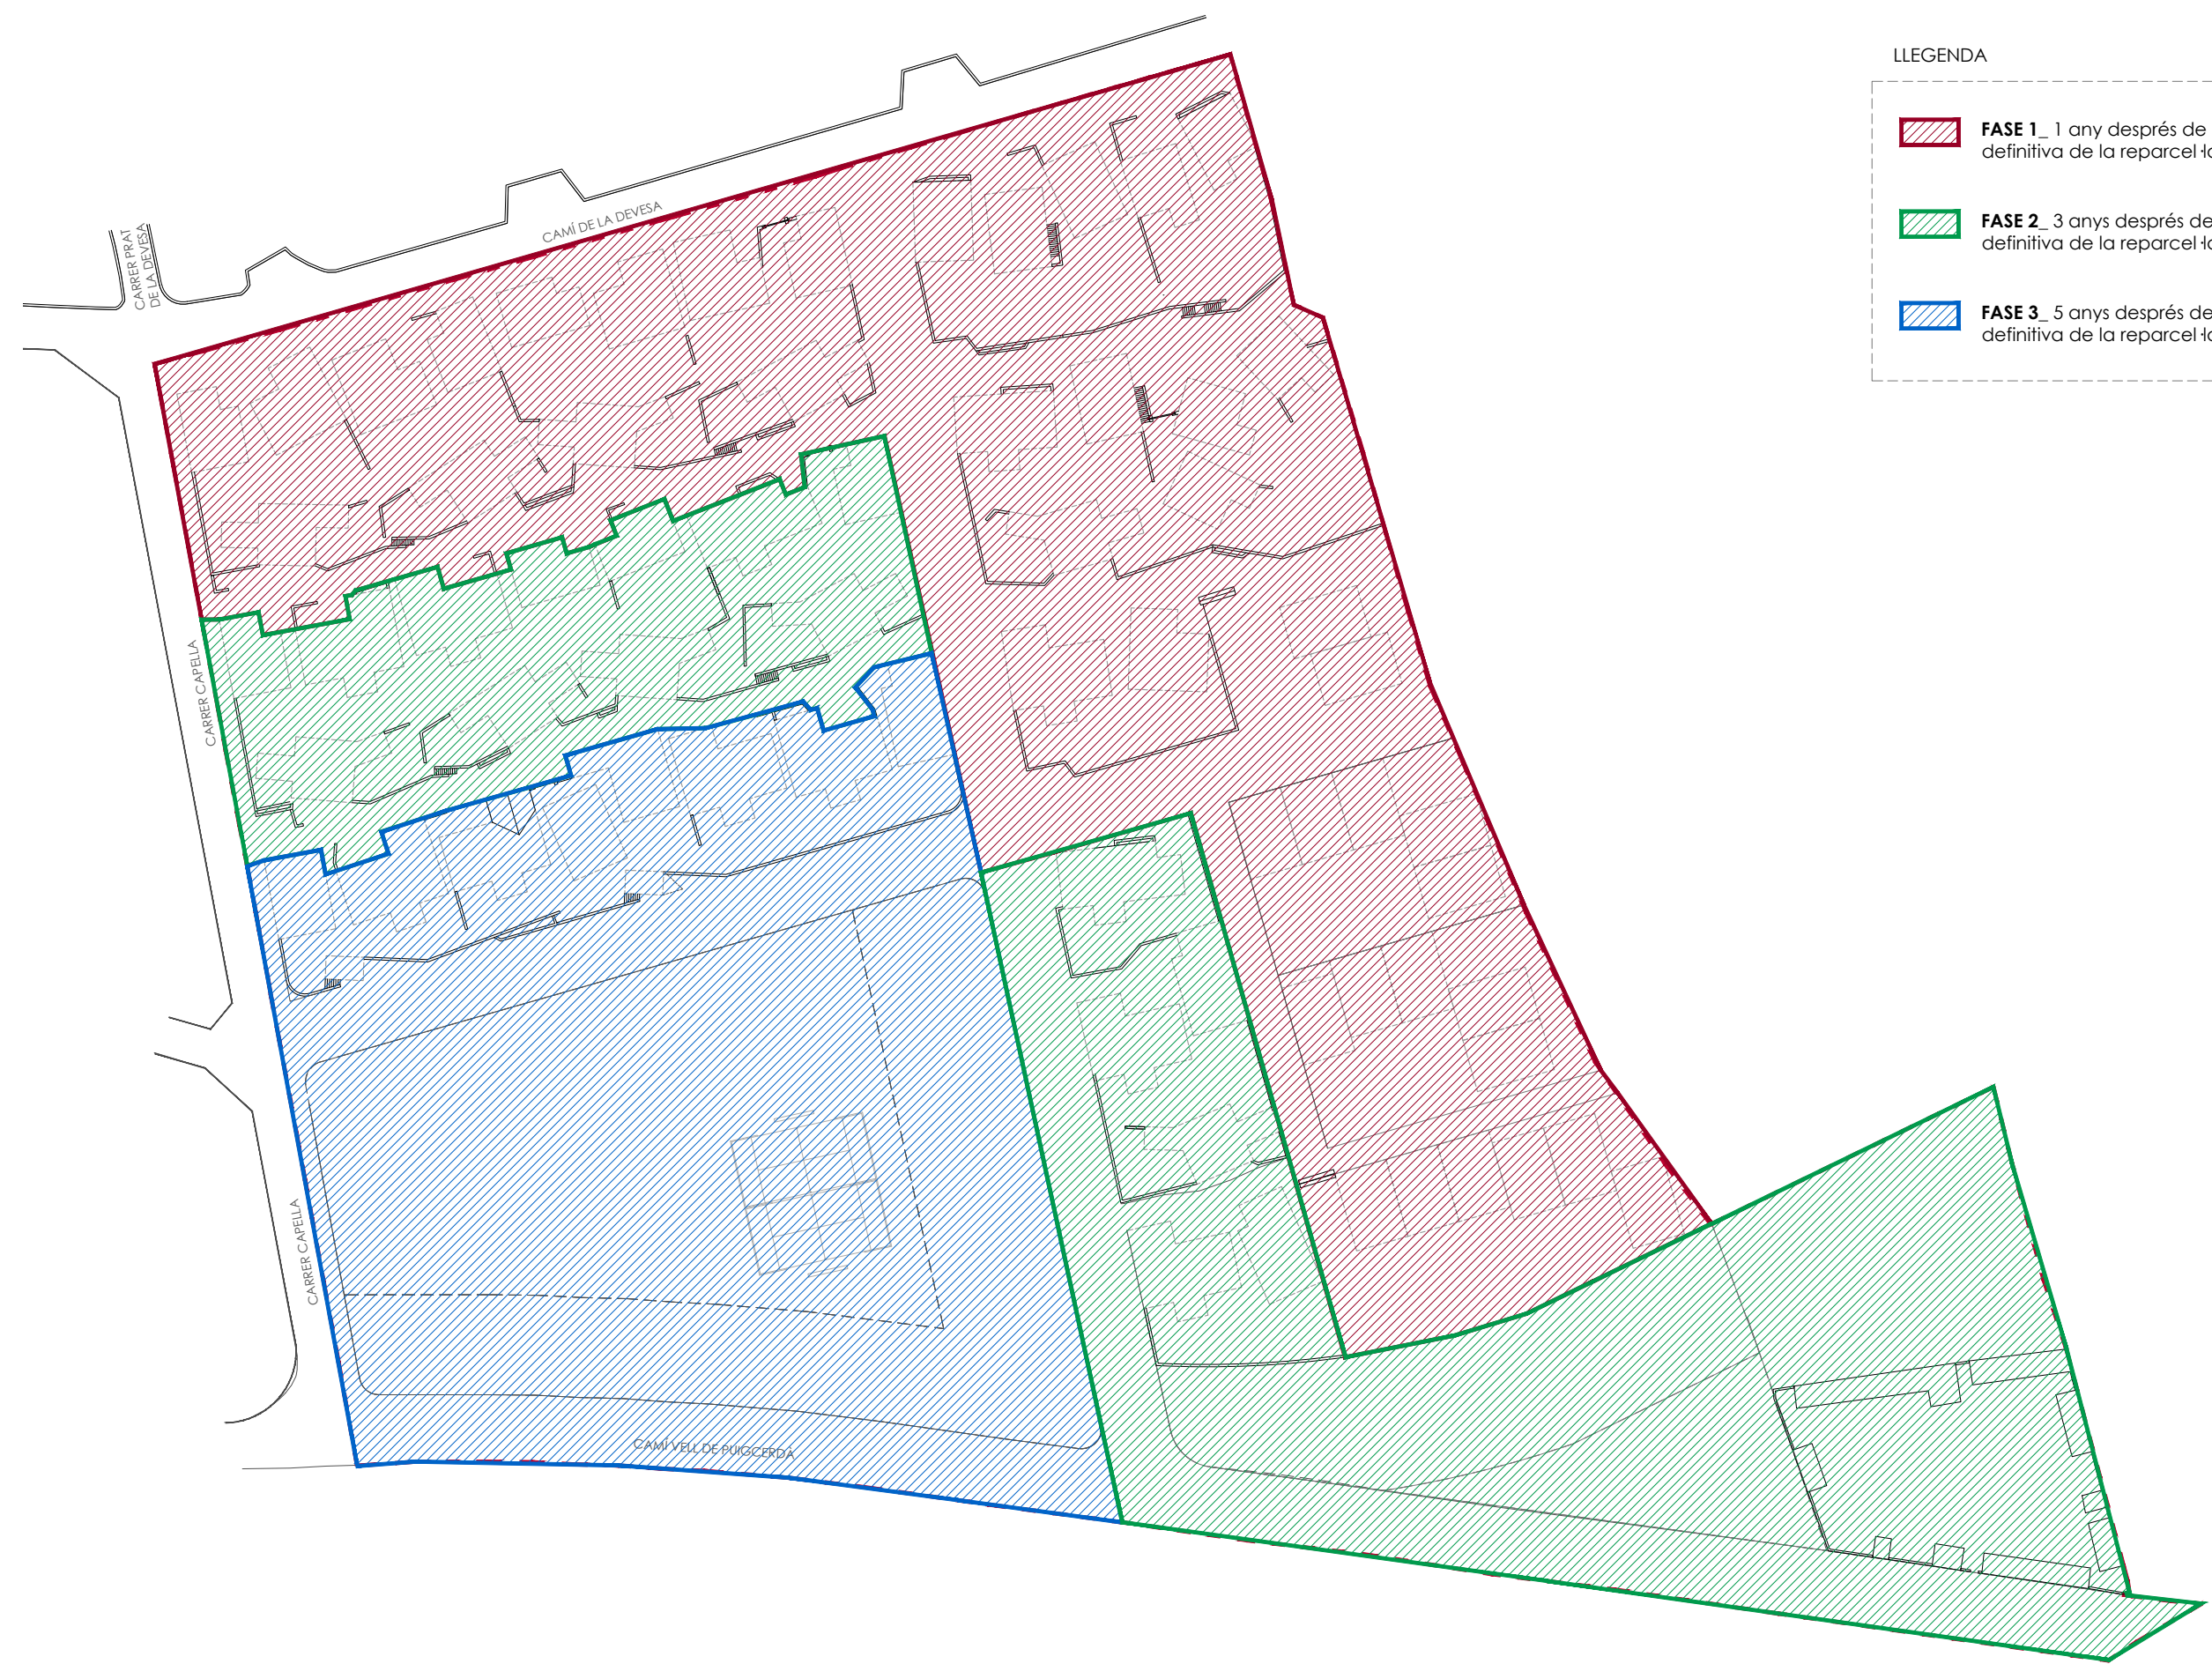 LLEGENDA
FASE 1_ 1 any després de
definitiva de la reparcel·la
FASE 2_ 3 anys després de
definitiva de la reparcel·la
FASE 3_ 5 anys després de
definitiva de la reparcel·la
CAMÍ DE LA DEVESA
CARRER PRAT
DE LA DEVESA
CARRER CAPELLA
CARRER CAPELLA
CAMÍ VELL DE PUIGCERDÀ